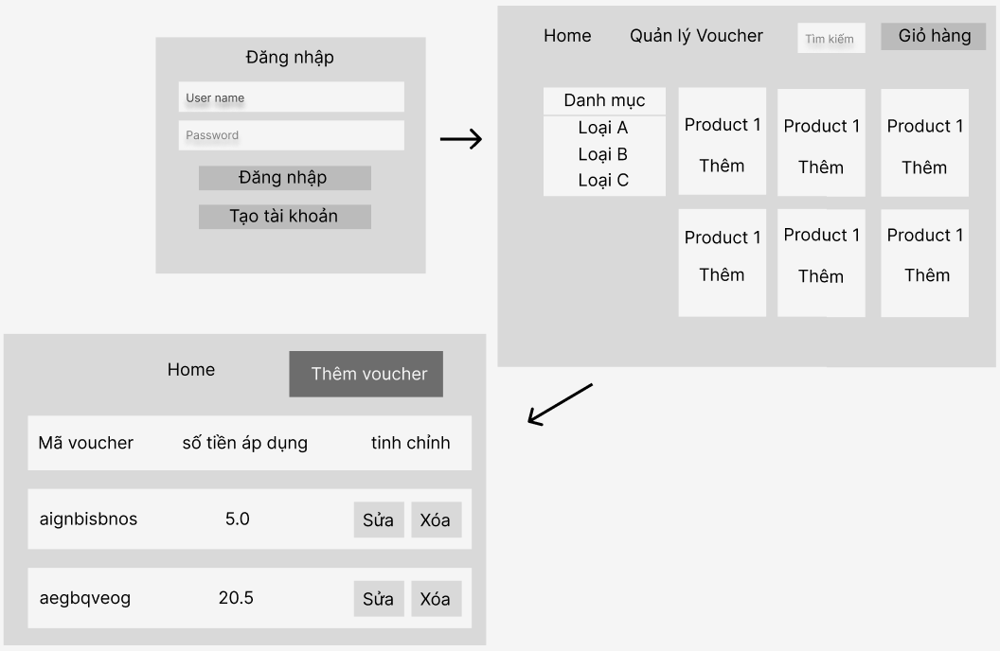 Đăng nhập
User name
Password
Đăng nhập
Tạo tài khoản
Home
Quản lý Voucher
Tìm kiếm
Giỏ hàng
Danh mục
Loại A
Loại B
Loại C
Product 1
Thêm
Product 1
Thêm
Product 1
Thêm
Product 1
Thêm
Product 1
Thêm
Product 1
Thêm
Home
Thêm voucher
Mã voucher
số tiền áp dụng
tinh chỉnh
aignbisbnos
5.0
Sửa
Xóa
aegbqveog
20.5
Sửa
Xóa